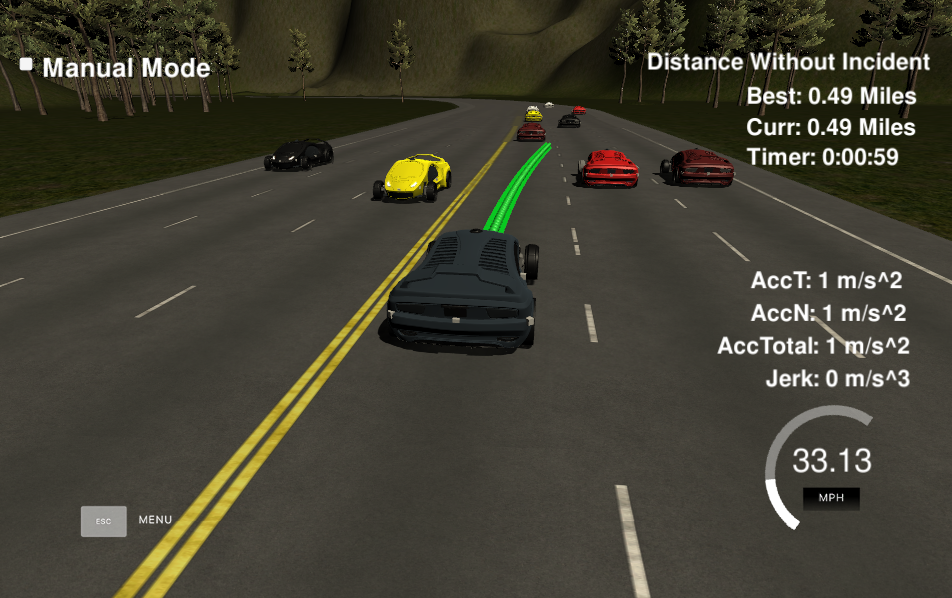 Manual Mode
Distance Without Incident
Best: 0.49 Miles
Curr: 0.49 Miles
Timer: 0:00:59
AccT: 1 m/s^2
AccN: 1 m/s^2
AccTotal: 1 m/s^2
Jerk: 0 m/s^3
33.13
MPH
ESC MENU